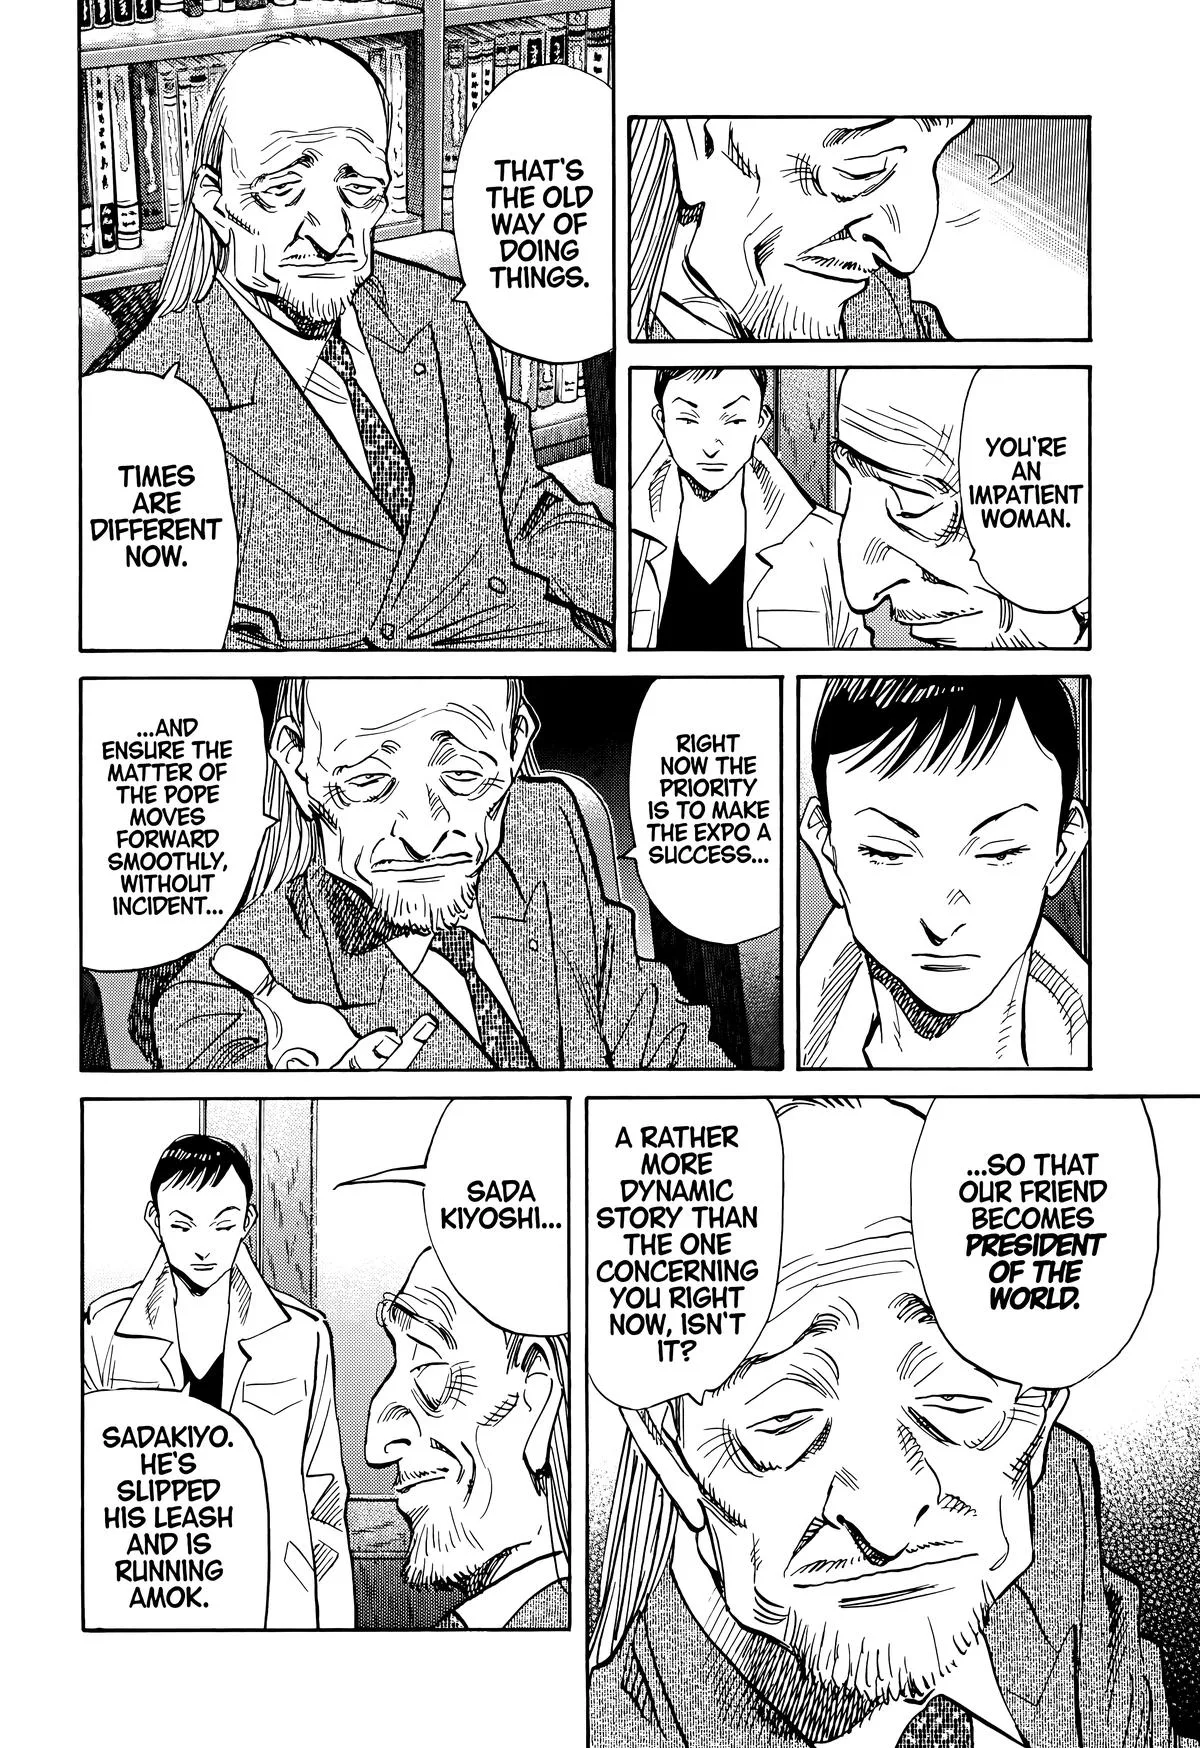 YOU'RE
AN
IMPATIENT
WOMAN.
THAT'S
THE OLD
WAY OF
DOING
THINGS.
TIMES
ARE
DIFFERENT
NOW.
RIGHT
NOW THE
PRIORITY
IS TO MAKE
THE EXPO A
SUCCESS...
...AND
ENSURE THE
MATTER OF
THE POPE
MOVES
FORWARD
SMOOTHLY,
WITHOUT
INCIDENT...
...SO THAT
OUR FRIEND
BECOMES
PRESIDENT
OF THE
WORLD.
A RATHER
MORE
DYNAMIC
STORY THAN
THE ONE
CONCERNING
YOU RIGHT
NOW, ISN'T
IT?
SADA
KIYOSHI...
SADAKIYO.
HE'S
SLIPPED
HIS LEASH
AND IS
RUNNING
AMOK.